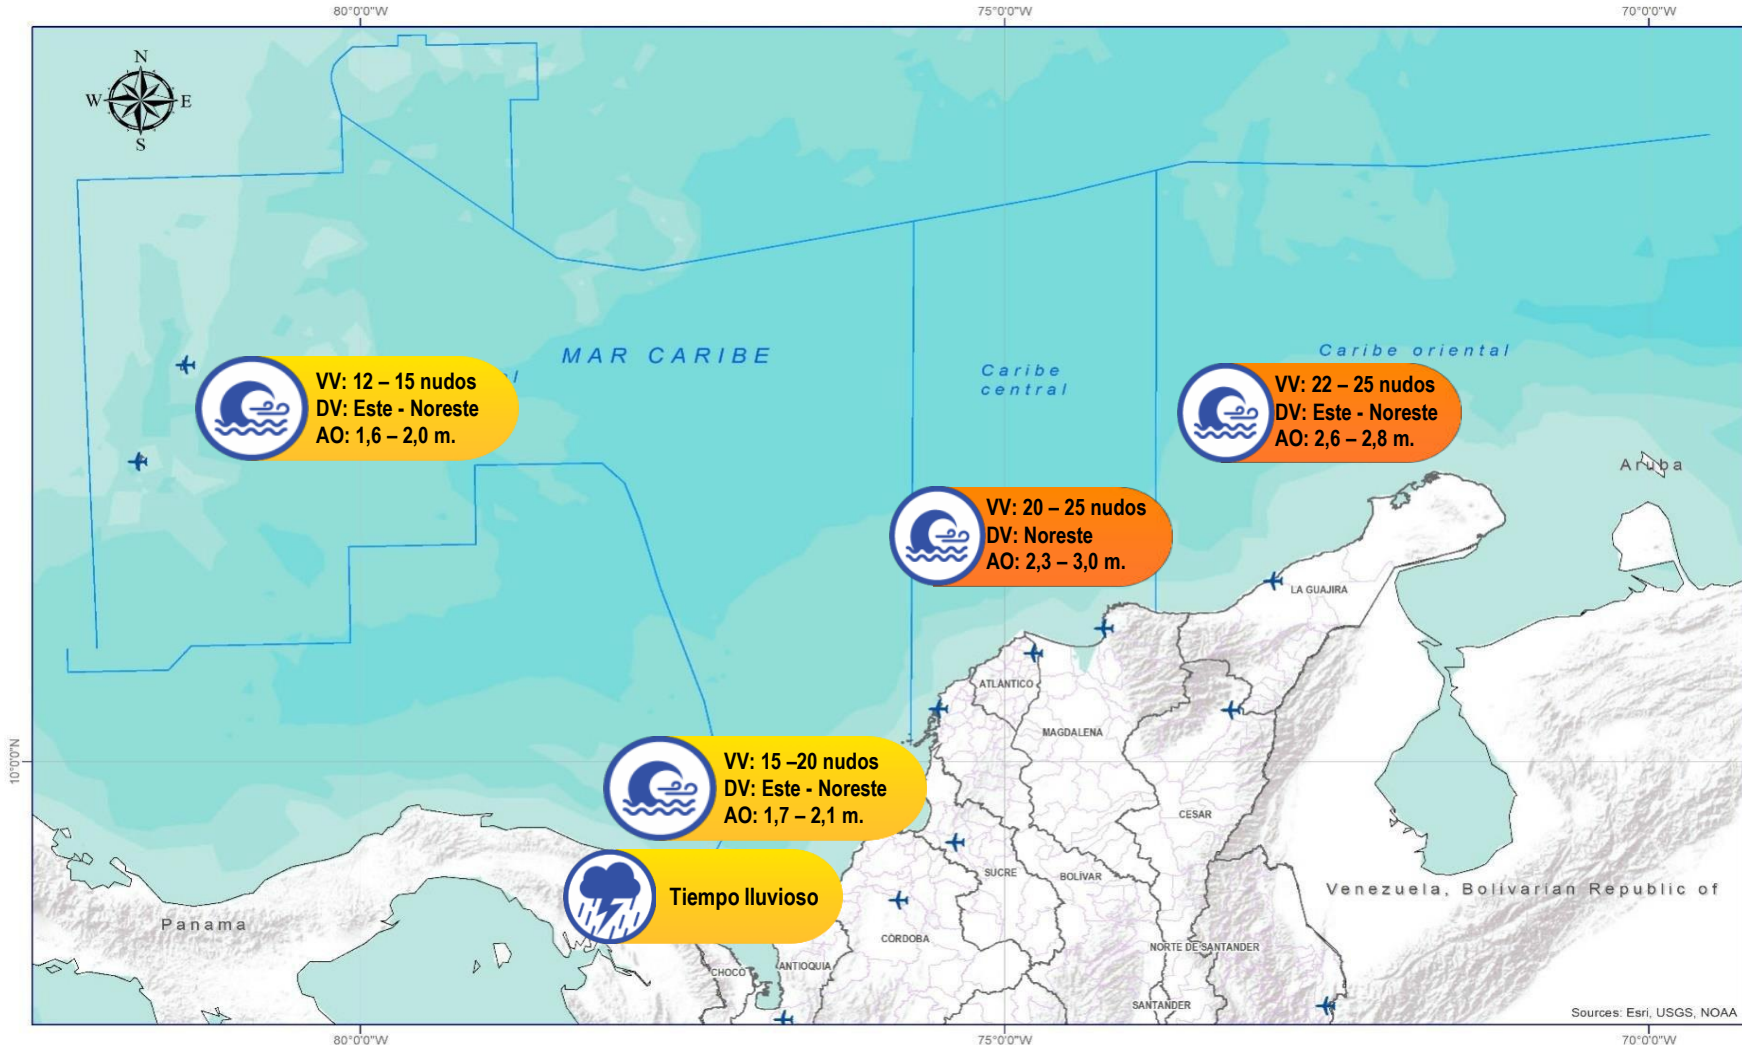 80°0'0"W
75°0'0"W
70°0'0"W
N
W
E
S
MAR CARIBE
Caribe
central
Caribe oriental
VV: 12 – 15 nudos
DV: Este - Noreste
AO: 1,6 – 2,0 m.
l
VV: 22 – 25 nudos
DV: Este - Noreste
AO: 2,6 – 2,8 m.
Aruba
VV: 20 – 25 nudos
DV: Noreste
AO: 2,3 – 3,0 m.
LA GUAJIRA
ATLÁNTICO
MAGDALENA
10°0'0"N
VV: 15 –20 nudos
DV: Este - Noreste
AO: 1,7 – 2,1 m.
CESAR
SUCRE
BOLÍVAR
Tiempo lluvioso
Venezuela, Bolivarian Republic of
Panama
CÓRDOBA
NORTE DE SANTANDER
CHOCÓ
ANTIOQUIA
SANTANDER
Sources: Esri, USGS, NOAA
80°0'0"W
75°0'0"W
70°0'0"W